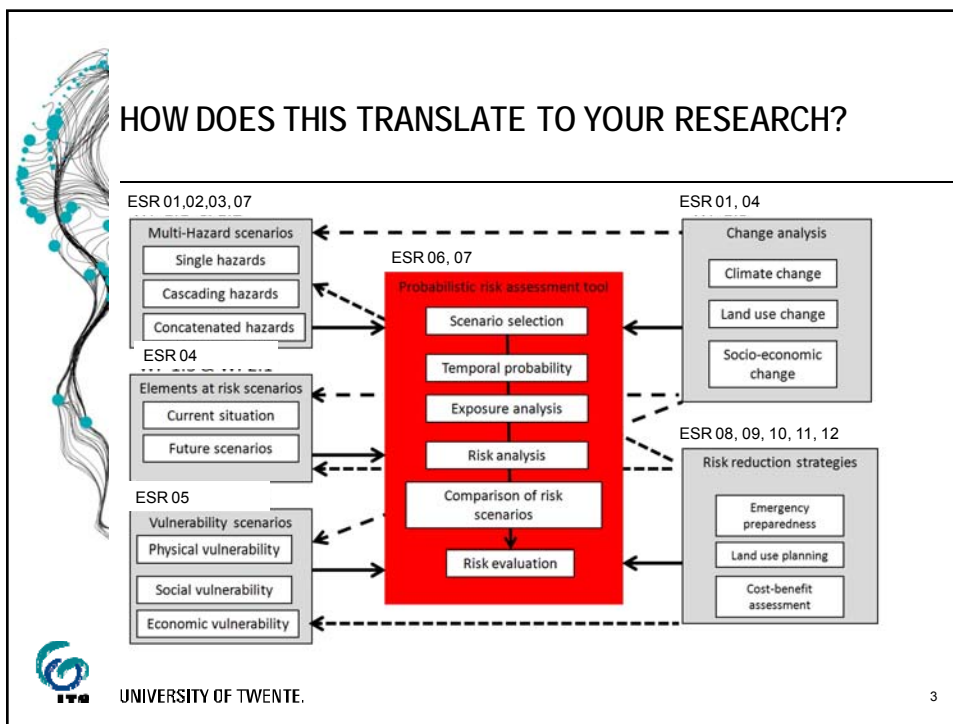 HOW DOES THIS TRANSLATE TO YOUR RESEARCH?
ESR 01,02,03, 07
Multi-Hazard scenarios
Single hazards
Cascading hazards
Concatenated hazards
ESR 04
Elements at risk scenarios
Current situation
Future scenarios
ESR 05
Vulnerability scenarios
Physical vulnerability
Social vulnerability
Economic vulnerability
ESR 06, 07
Probabilistic risk assessment tool
Scenario selection
Temporal probability
Exposure analysis
Risk analysis
Comparison of risk
scenarios
Risk evaluation
ESR 01, 04
Change analysis
Climate change
Land use change
Socio-economic
change
ESR 08, 09, 10, 11, 12
Risk reduction strategies
Emergency
preparedness
Land use planning
Cost-benefit
assessment
ITC
UNIVERSITY OF TWENTE.
3